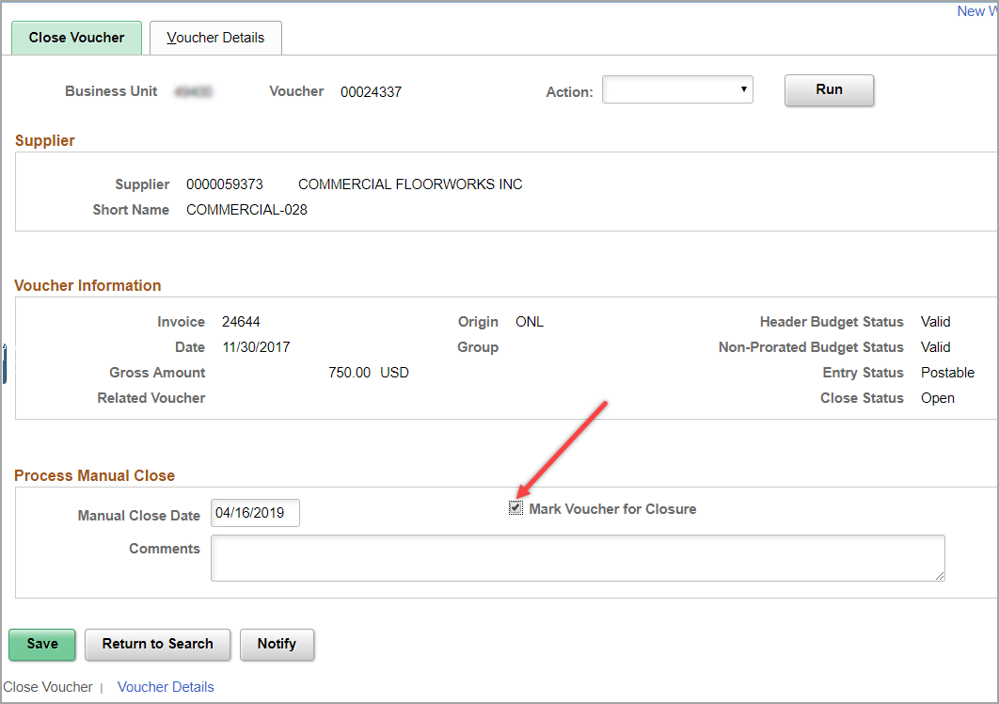 New W
Close Voucher Voucher Details
Business Unit Voucher 00024337 Action: Run
Supplier
Supplier 0000059373 COMMERCIAL FLOORWORKS INC
Short Name COMMERCIAL-028
Voucher Information
Invoice 24644 Origin ONL Header Budget Status Valid
Date 11/30/2017 Group Non-Prorated Budget Status Valid
Gross Amount 750.00 USD Entry Status Postable
Related Voucher Close Status Open
Process Manual Close
Manual Close Date 04/16/2019 Mark Voucher for Closure
Comments
Save Return to Search Notify
Close Voucher | Voucher Details